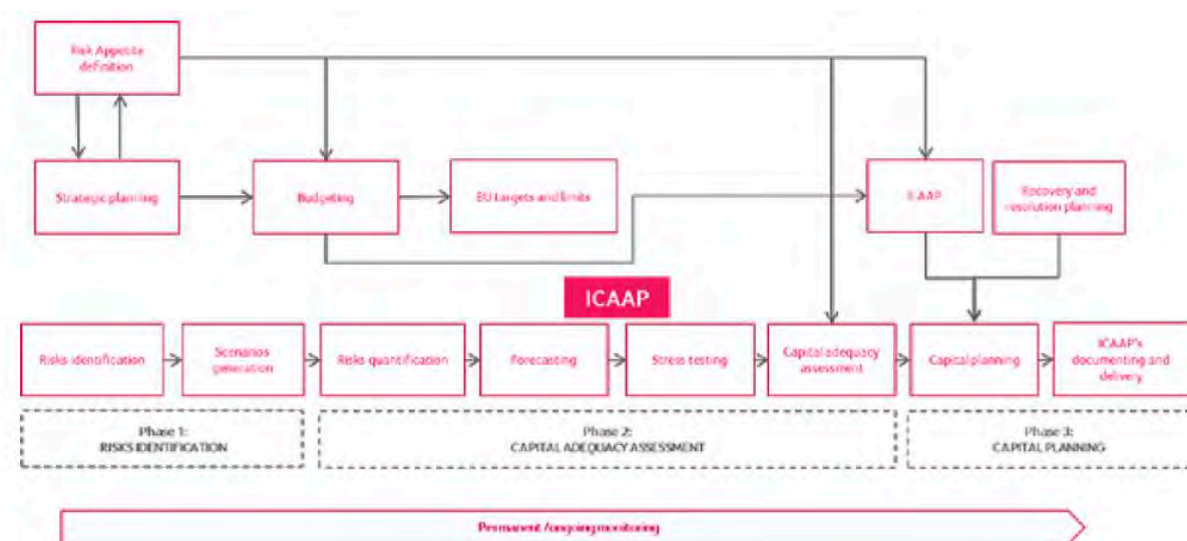 Risk Appetite
definition
Strategic planning
Budgeting
EU targets and limits
ILAAP
Recovery and
resolution planning
ICAAP
Risks identification
Scenarios
generation
Risks quantification
Forecasting
Stress testing
Capital adequacy
assessment
Capital planning
ICAAP's
documenting and
delivery
Phase 1:
RISKS IDENTIFICATION
Phase 2:
CAPITAL ADEQUACY ASSESSMENT
Phase 3:
CAPITAL PLANNING
Permanent /ongoing monitoring